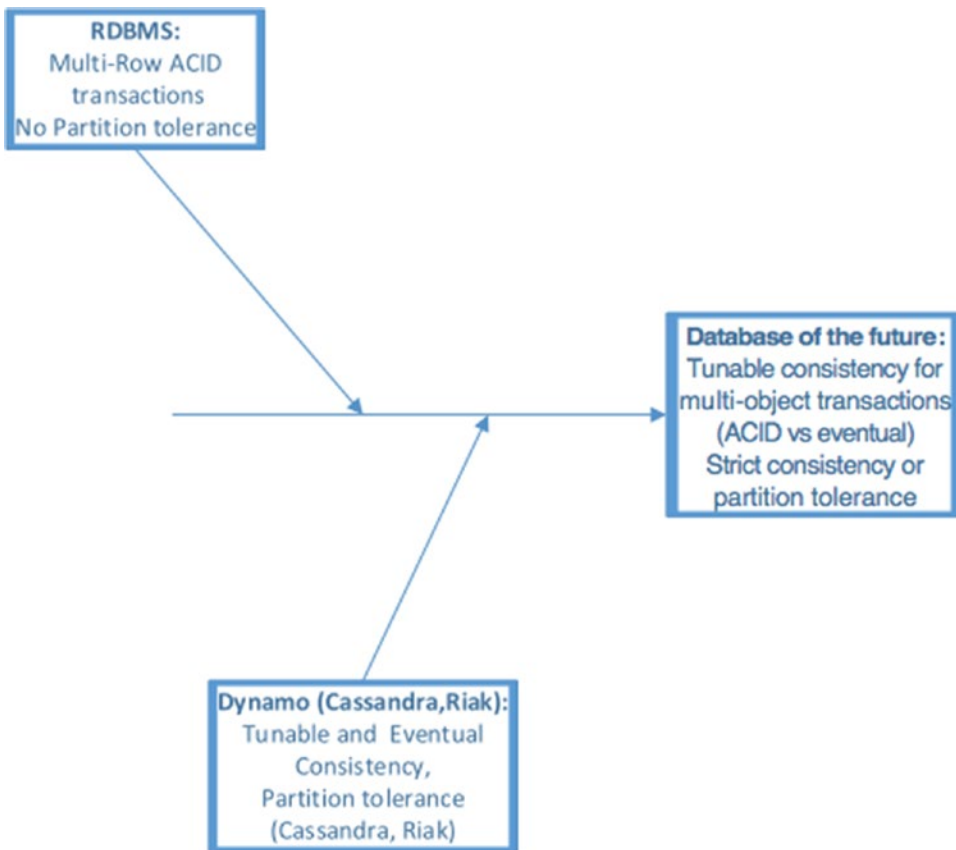 RDBMS:
Multi-Row ACID
transactions
No Partition tolerance
Database of the future:
Tunable consistency for
multi-object transactions
(ACID vs eventual)
Strict consistency or
partition tolerance
Dynamo (Cassandra,Riak):
Tunable and Eventual
Consistency,
Partition tolerance
(Cassandra, Riak)